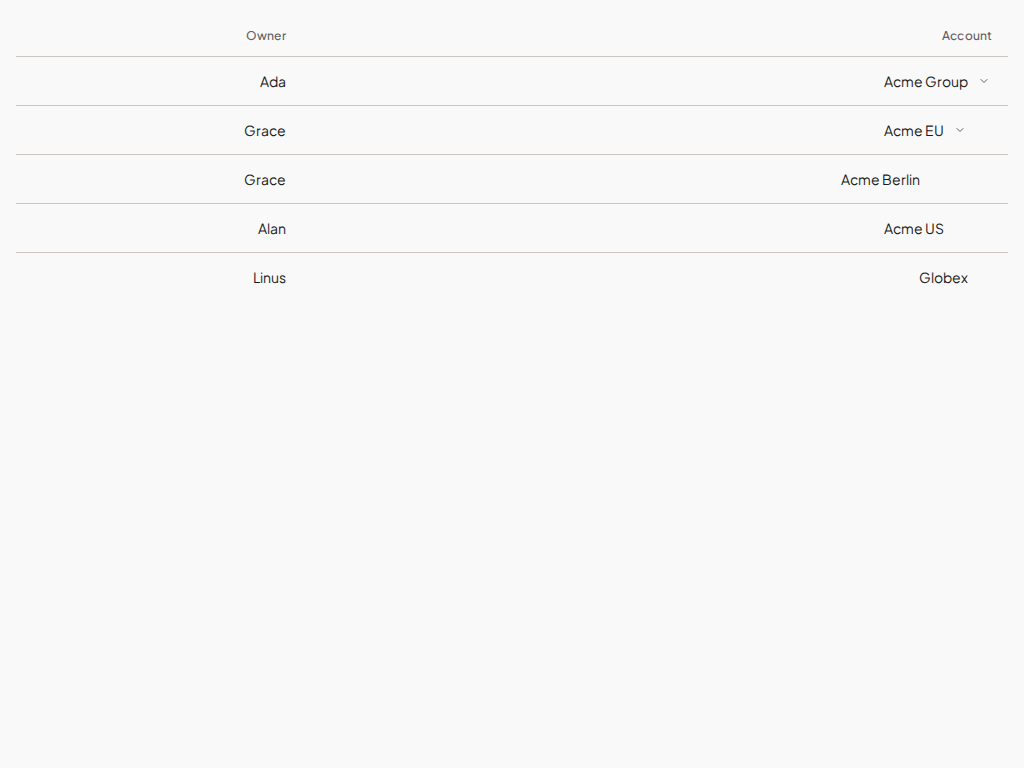 Owner Account
Ada Acme Group
Grace Acme EU
Grace Acme Berlin
Alan Acme US
Linus Globex